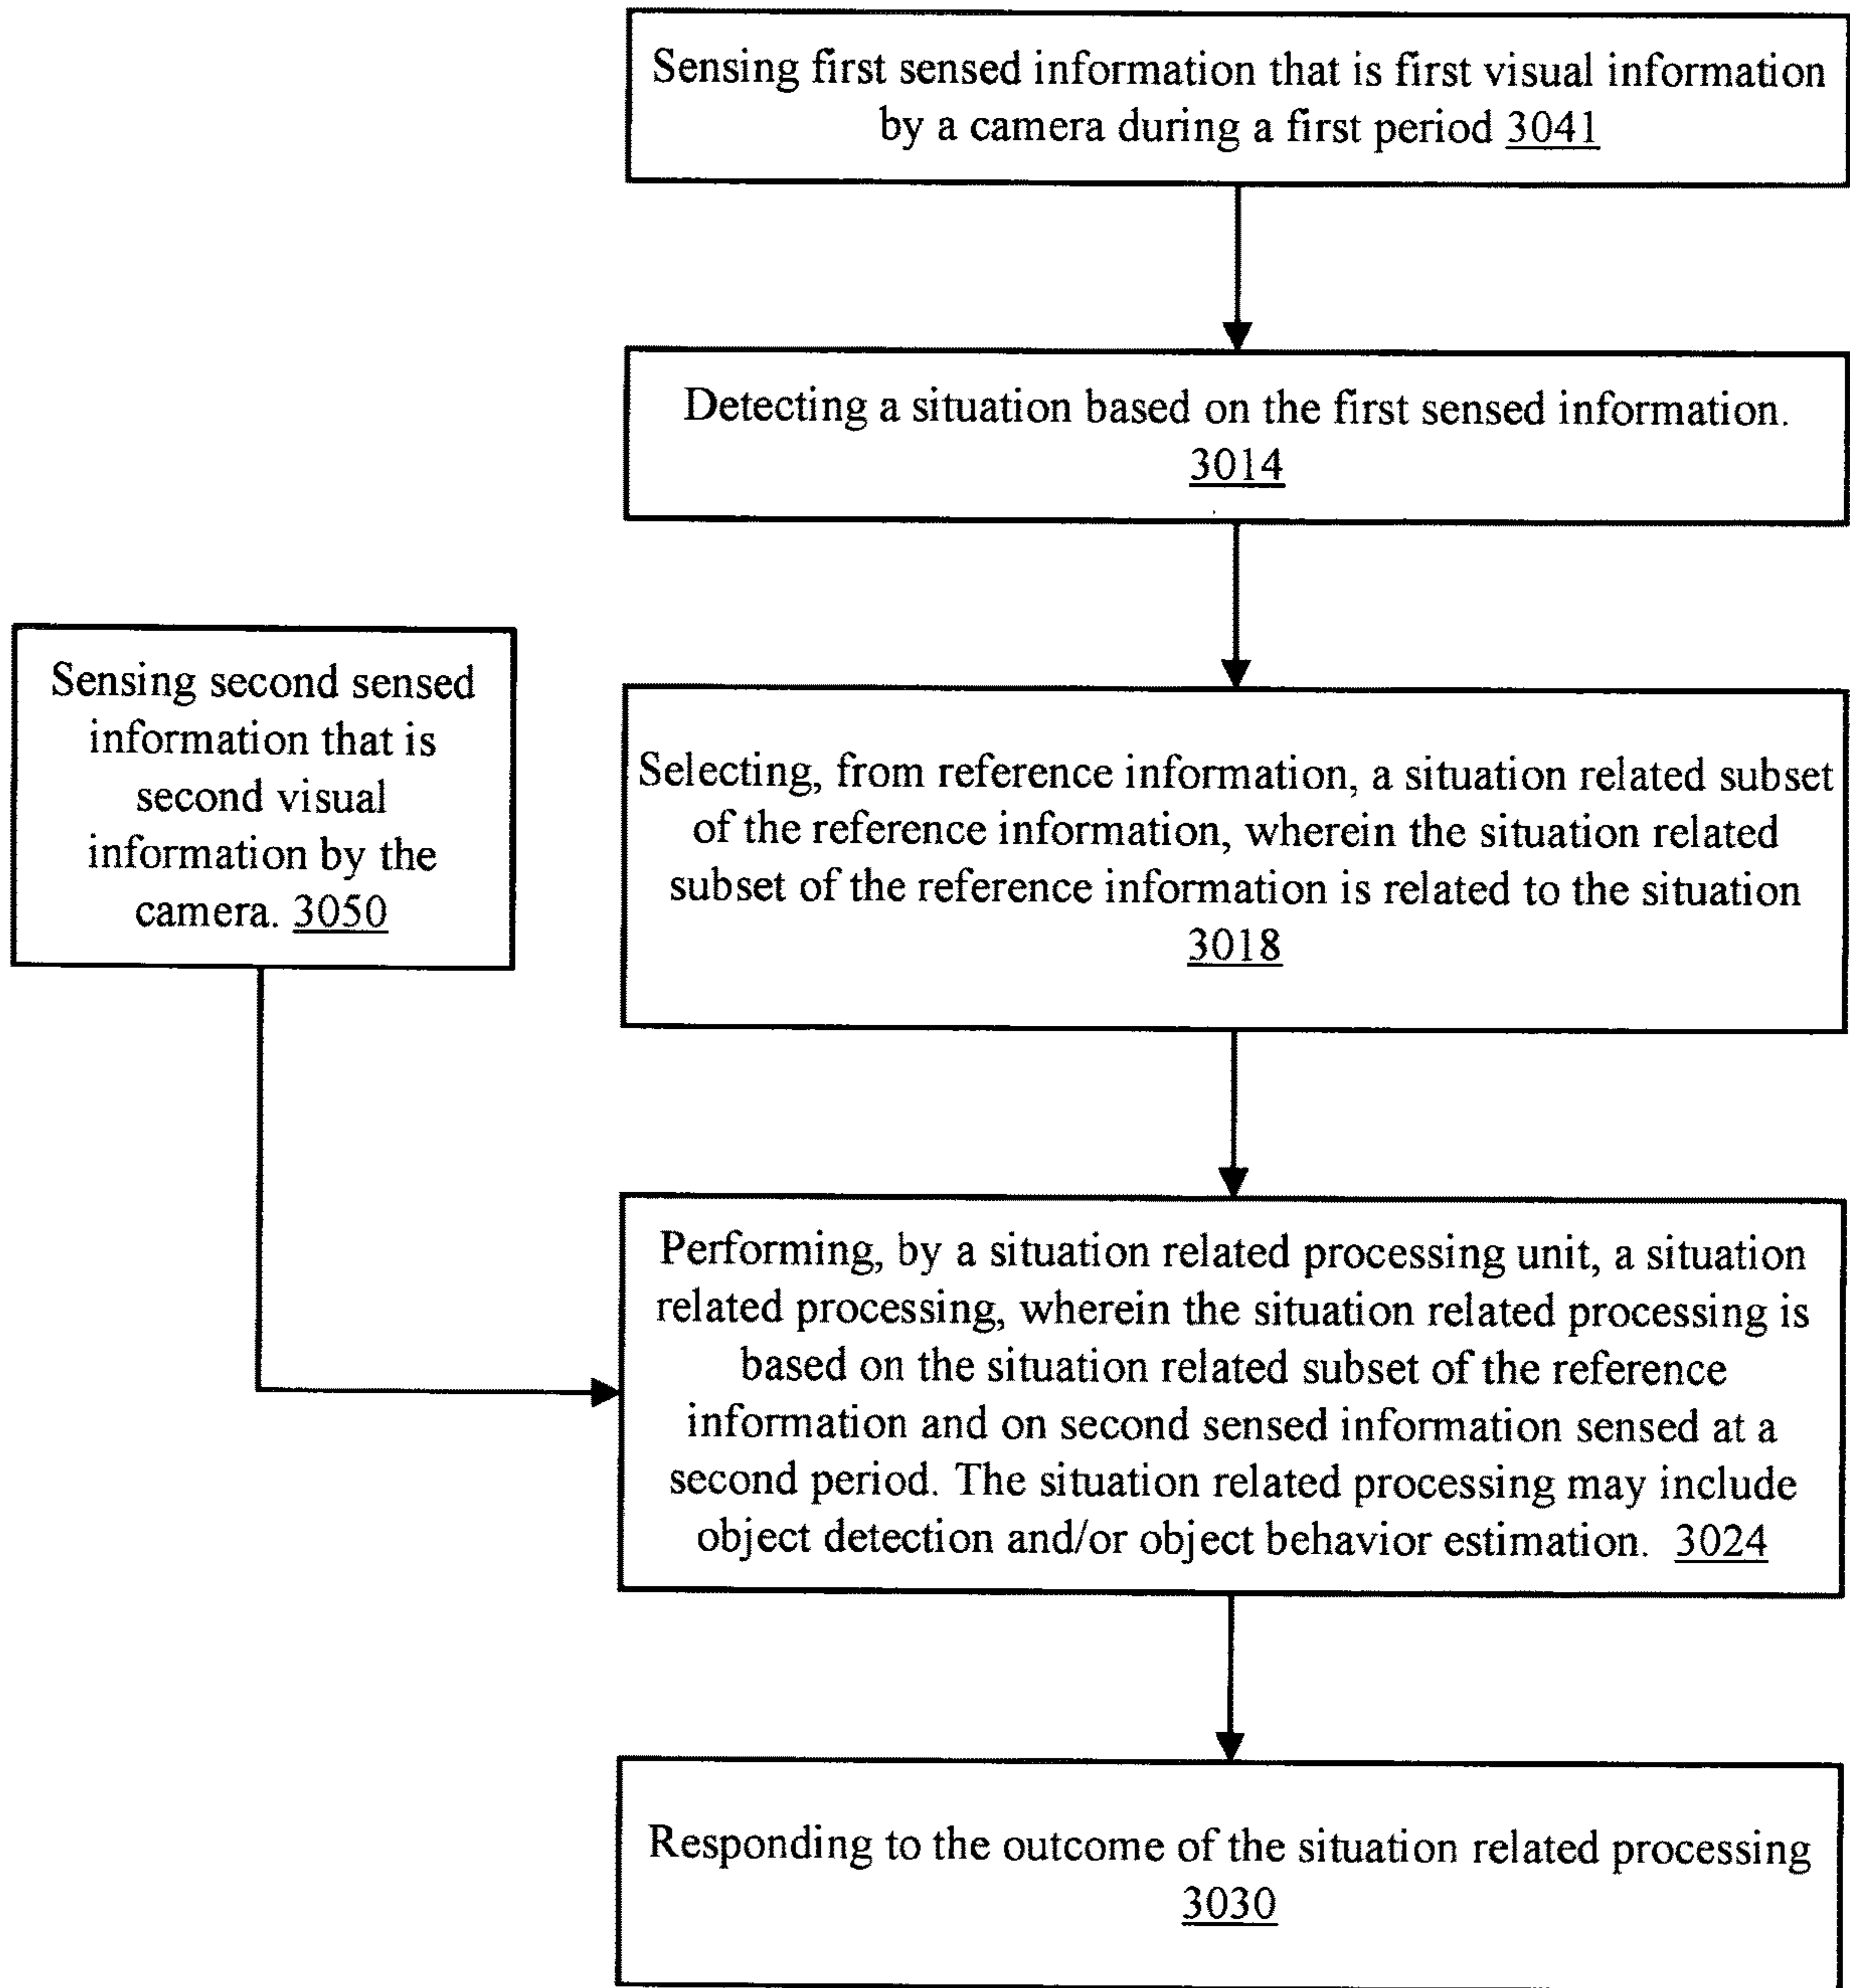 Sensing first sensed information that is first visual information
by a camera during a first period 3041
Detecting a situation based on the first sensed information.
3014
Sensing second sensed
information that is
second visual
information by the
camera. 3050
Selecting, from reference information, a situation related subset
of the reference information, wherein the situation related
subset of the reference information is related to the situation
3018
Performing, by a situation related processing unit, a situation
related processing, wherein the situation related processing is
based on the situation related subset of the reference
information and on second sensed information sensed at a
second period. The situation related processing may include
object detection and/or object behavior estimation. 3024
Responding to the outcome of the situation related processing
3030